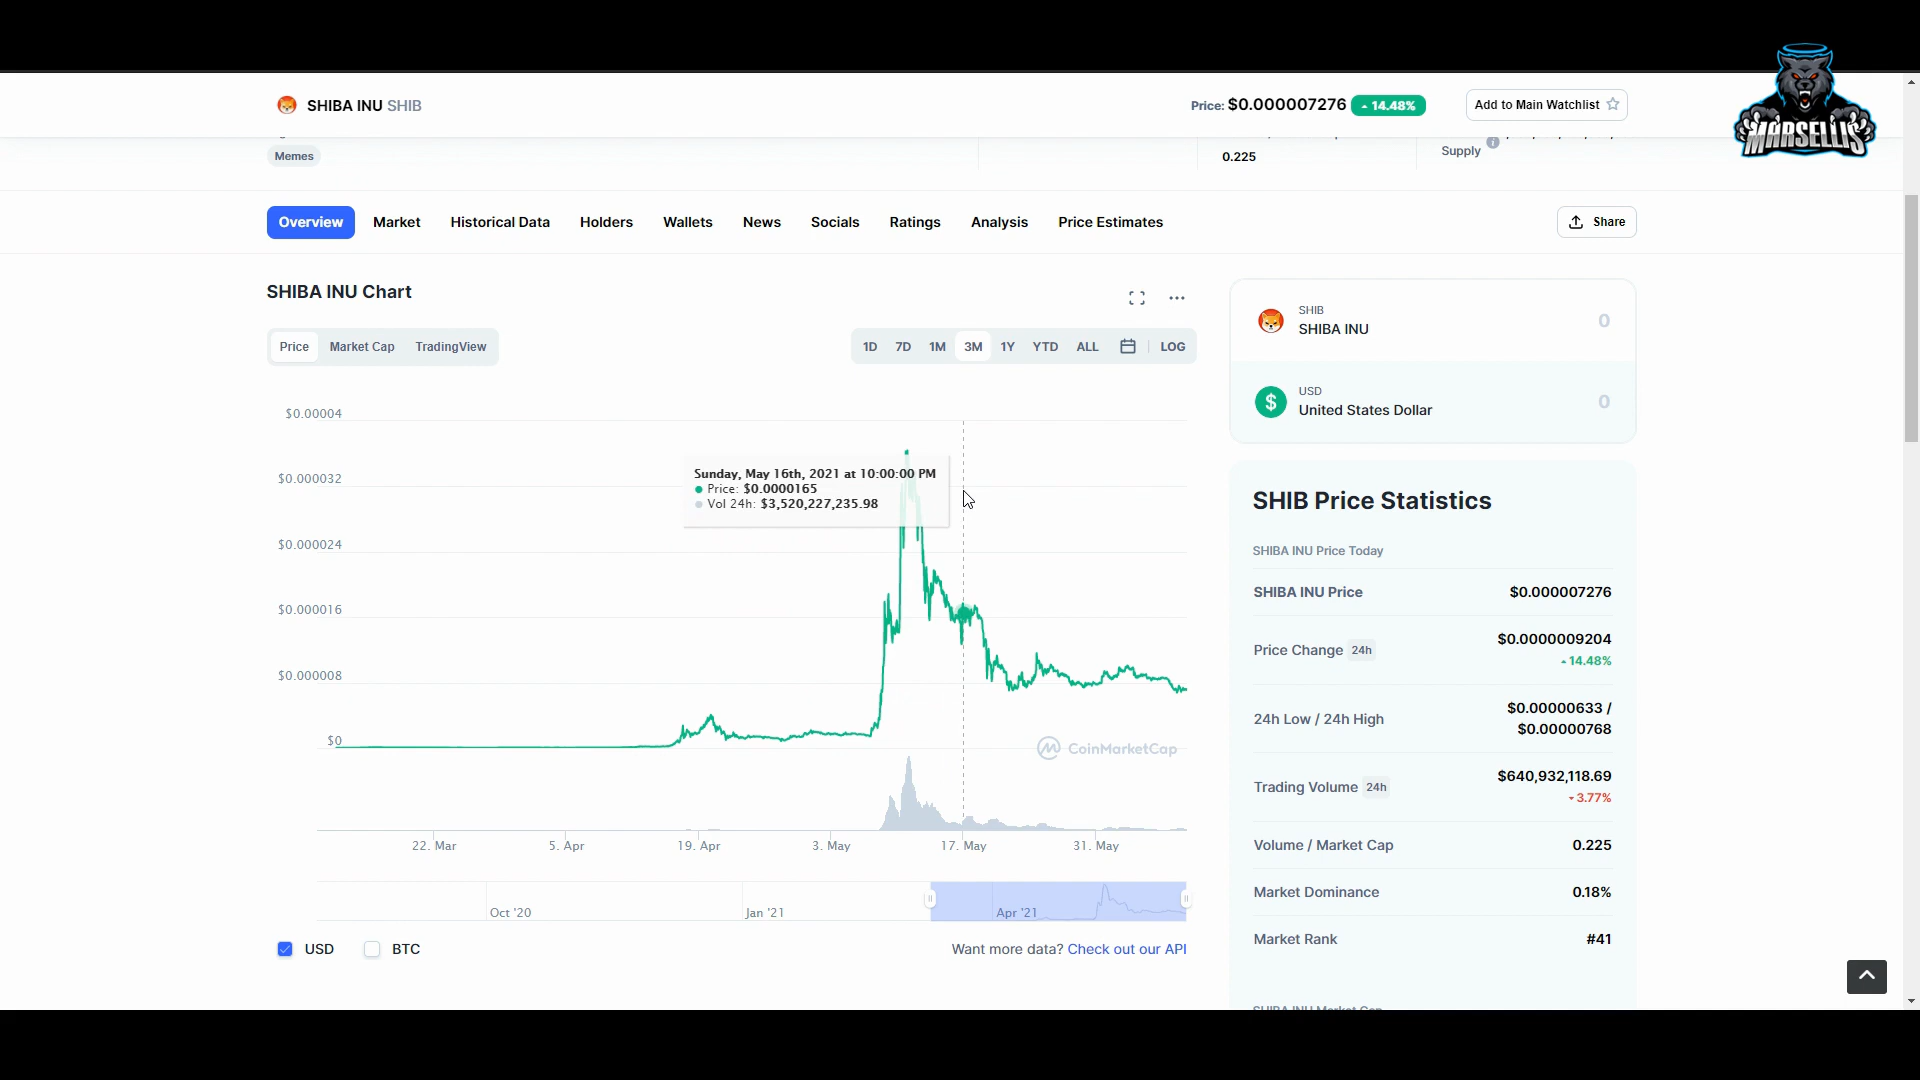 SHIBA INU SHIB
Price: $0.000007276 14.48%
Add to Main Watchlist
MARSELLIS
Memes
0.225
Supply
Overview Market Historical Data Holders Wallets News Socials Ratings Analysis Price Estimates
Share
SHIBA INU Chart
Price Market Cap TradingView
1D 7D 1M 3M 1Y YTD ALL LOG
$0.00004
$0.000032
$0.000024
$0.000016
$0.000008
$0
Sunday, May 16th, 2021 at 10:00:00 PM
Price: $0.0000165
Vol 24h: $3,520,227,235.98
CoinMarketCap
22. Mar 5. Apr 19. Apr 3. May 17. May 31. May
Oct '20 Jan '21 Apr '21
USD BTC
Want more data? Check out our API
SHIB
SHIBA INU
0
USD
United States Dollar
0
SHIB Price Statistics
SHIBA INU Price Today
SHIBA INU Price $0.000007276
Price Change 24h $0.0000009204
14.48%
24h Low / 24h High $0.00000633 /
$0.00000768
Trading Volume 24h $640,932,118.69
3.77%
Volume / Market Cap 0.225
Market Dominance 0.18%
Market Rank #41